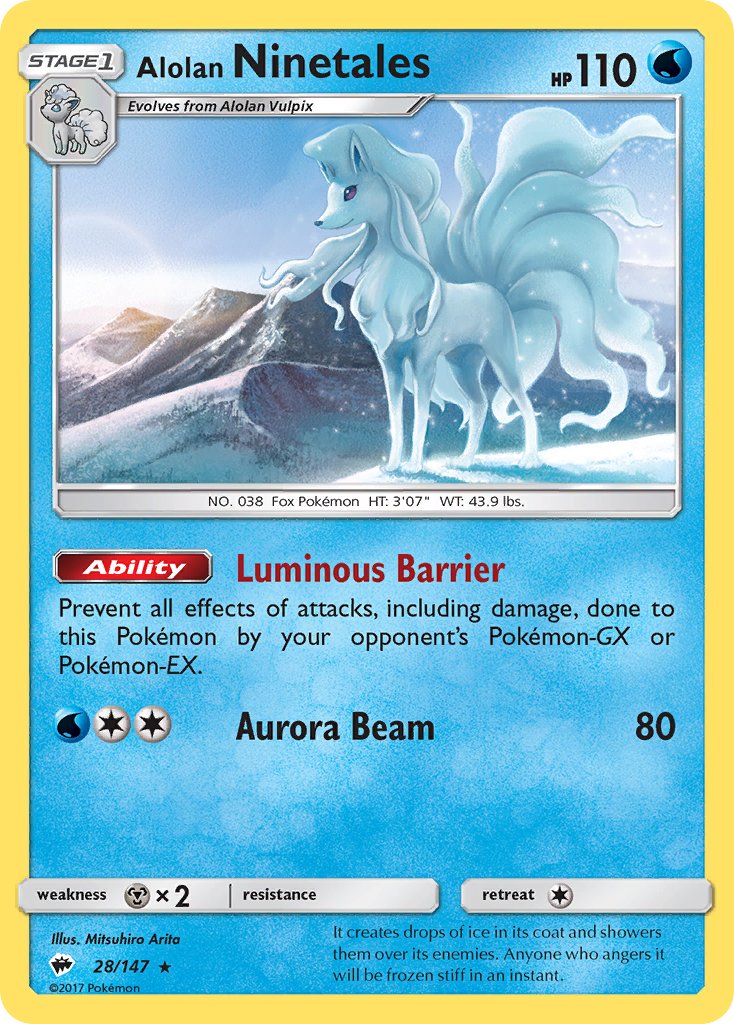 STAGE1
Alolan Ninetales
HP 110
Evolves from Alolan Vulpix
NO. 038 Fox Pokémon HT: 3'07" WT: 43.9 lbs.
Ability Luminous Barrier
Prevent all effects of attacks, including damage, done to
this Pokémon by your opponent's Pokémon-GX or
Pokémon-EX.
Aurora Beam 80
weakness ×2 resistance retreat
Illus. Mitsuhiro Arita
28/147 ★
©2017 Pokémon
It creates drops of ice in its coat and showers
them over its enemies. Anyone who angers it
will be frozen stiff in an instant.